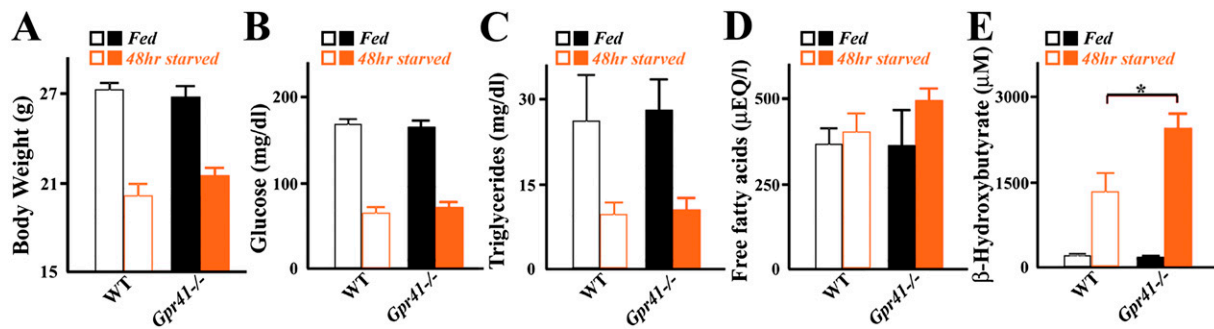 A
Fed
48hr starved
Body Weight (g)
27
21
15
WT
Gpr41-/-
B
Fed
48hr starved
Glucose (mg/dl)
200
100
0
WT
Gpr41-/-
C
Fed
48hr starved
Triglycerides (mg/dl)
30
15
0
WT
Gpr41-/-
D
Fed
48hr starved
Free fatty acids (μEQ/l)
500
250
0
WT
Gpr41-/-
E
Fed
48hr starved
β-Hydroxybutyrate (μM)
3000
1500
0
*
WT
Gpr41-/-